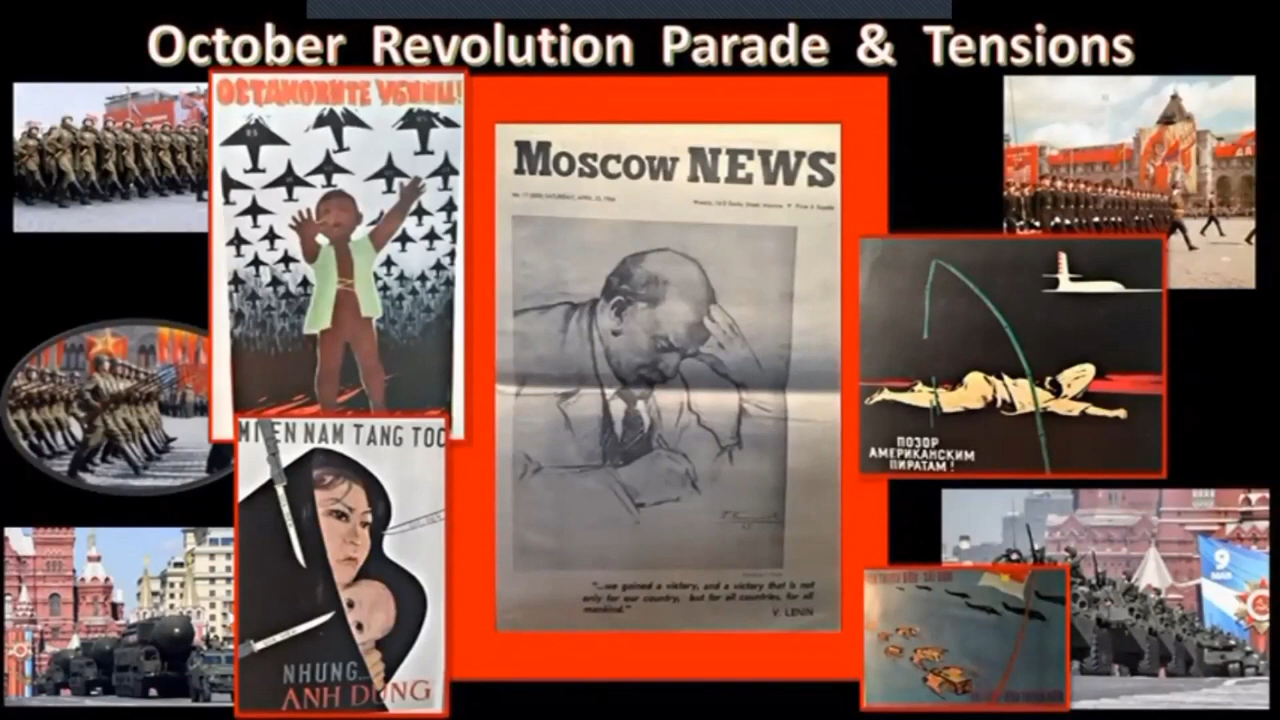 October Revolution Parade & Tensions
ОСТАНОВИТЕ УБИЙЦ!
MOSCOW NEWS
"...we gained a victory, and a victory that is not
only for our country, but for all countries, for all
mankind."
V. LENIN
MIỀN NAM TANG TÓC
NHUNG...
ANH DUNG
ПОЗОР
АМЕРИКАНСКИМ
ПИРАТАМ!
9
МАЯ